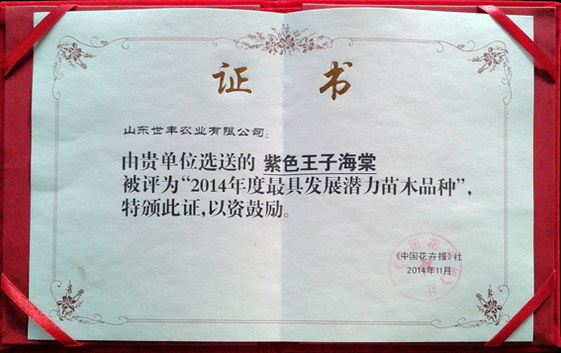 证 书
山东世丰农业有限公司:
由贵单位选送的 紫色王子海棠
被评为“2014年度最具发展潜力苗木品种”,
特颁此证,以资鼓励。
《中国花卉报》社
2014年11月